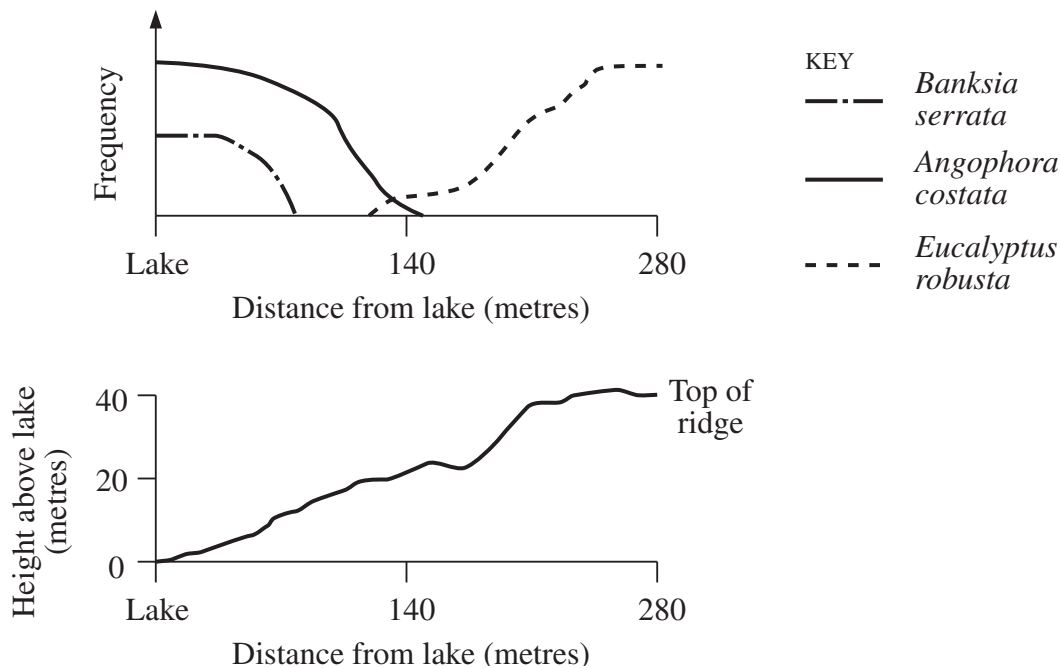 Frequency
Lake
140
280
Distance from lake (metres)
KEY
Banksia
serrata
Angophora
costata
Eucalyptus
robusta
Height above lake
(metres)
40
20
0
Top of
ridge
Lake
140
280
Distance from lake (metres)